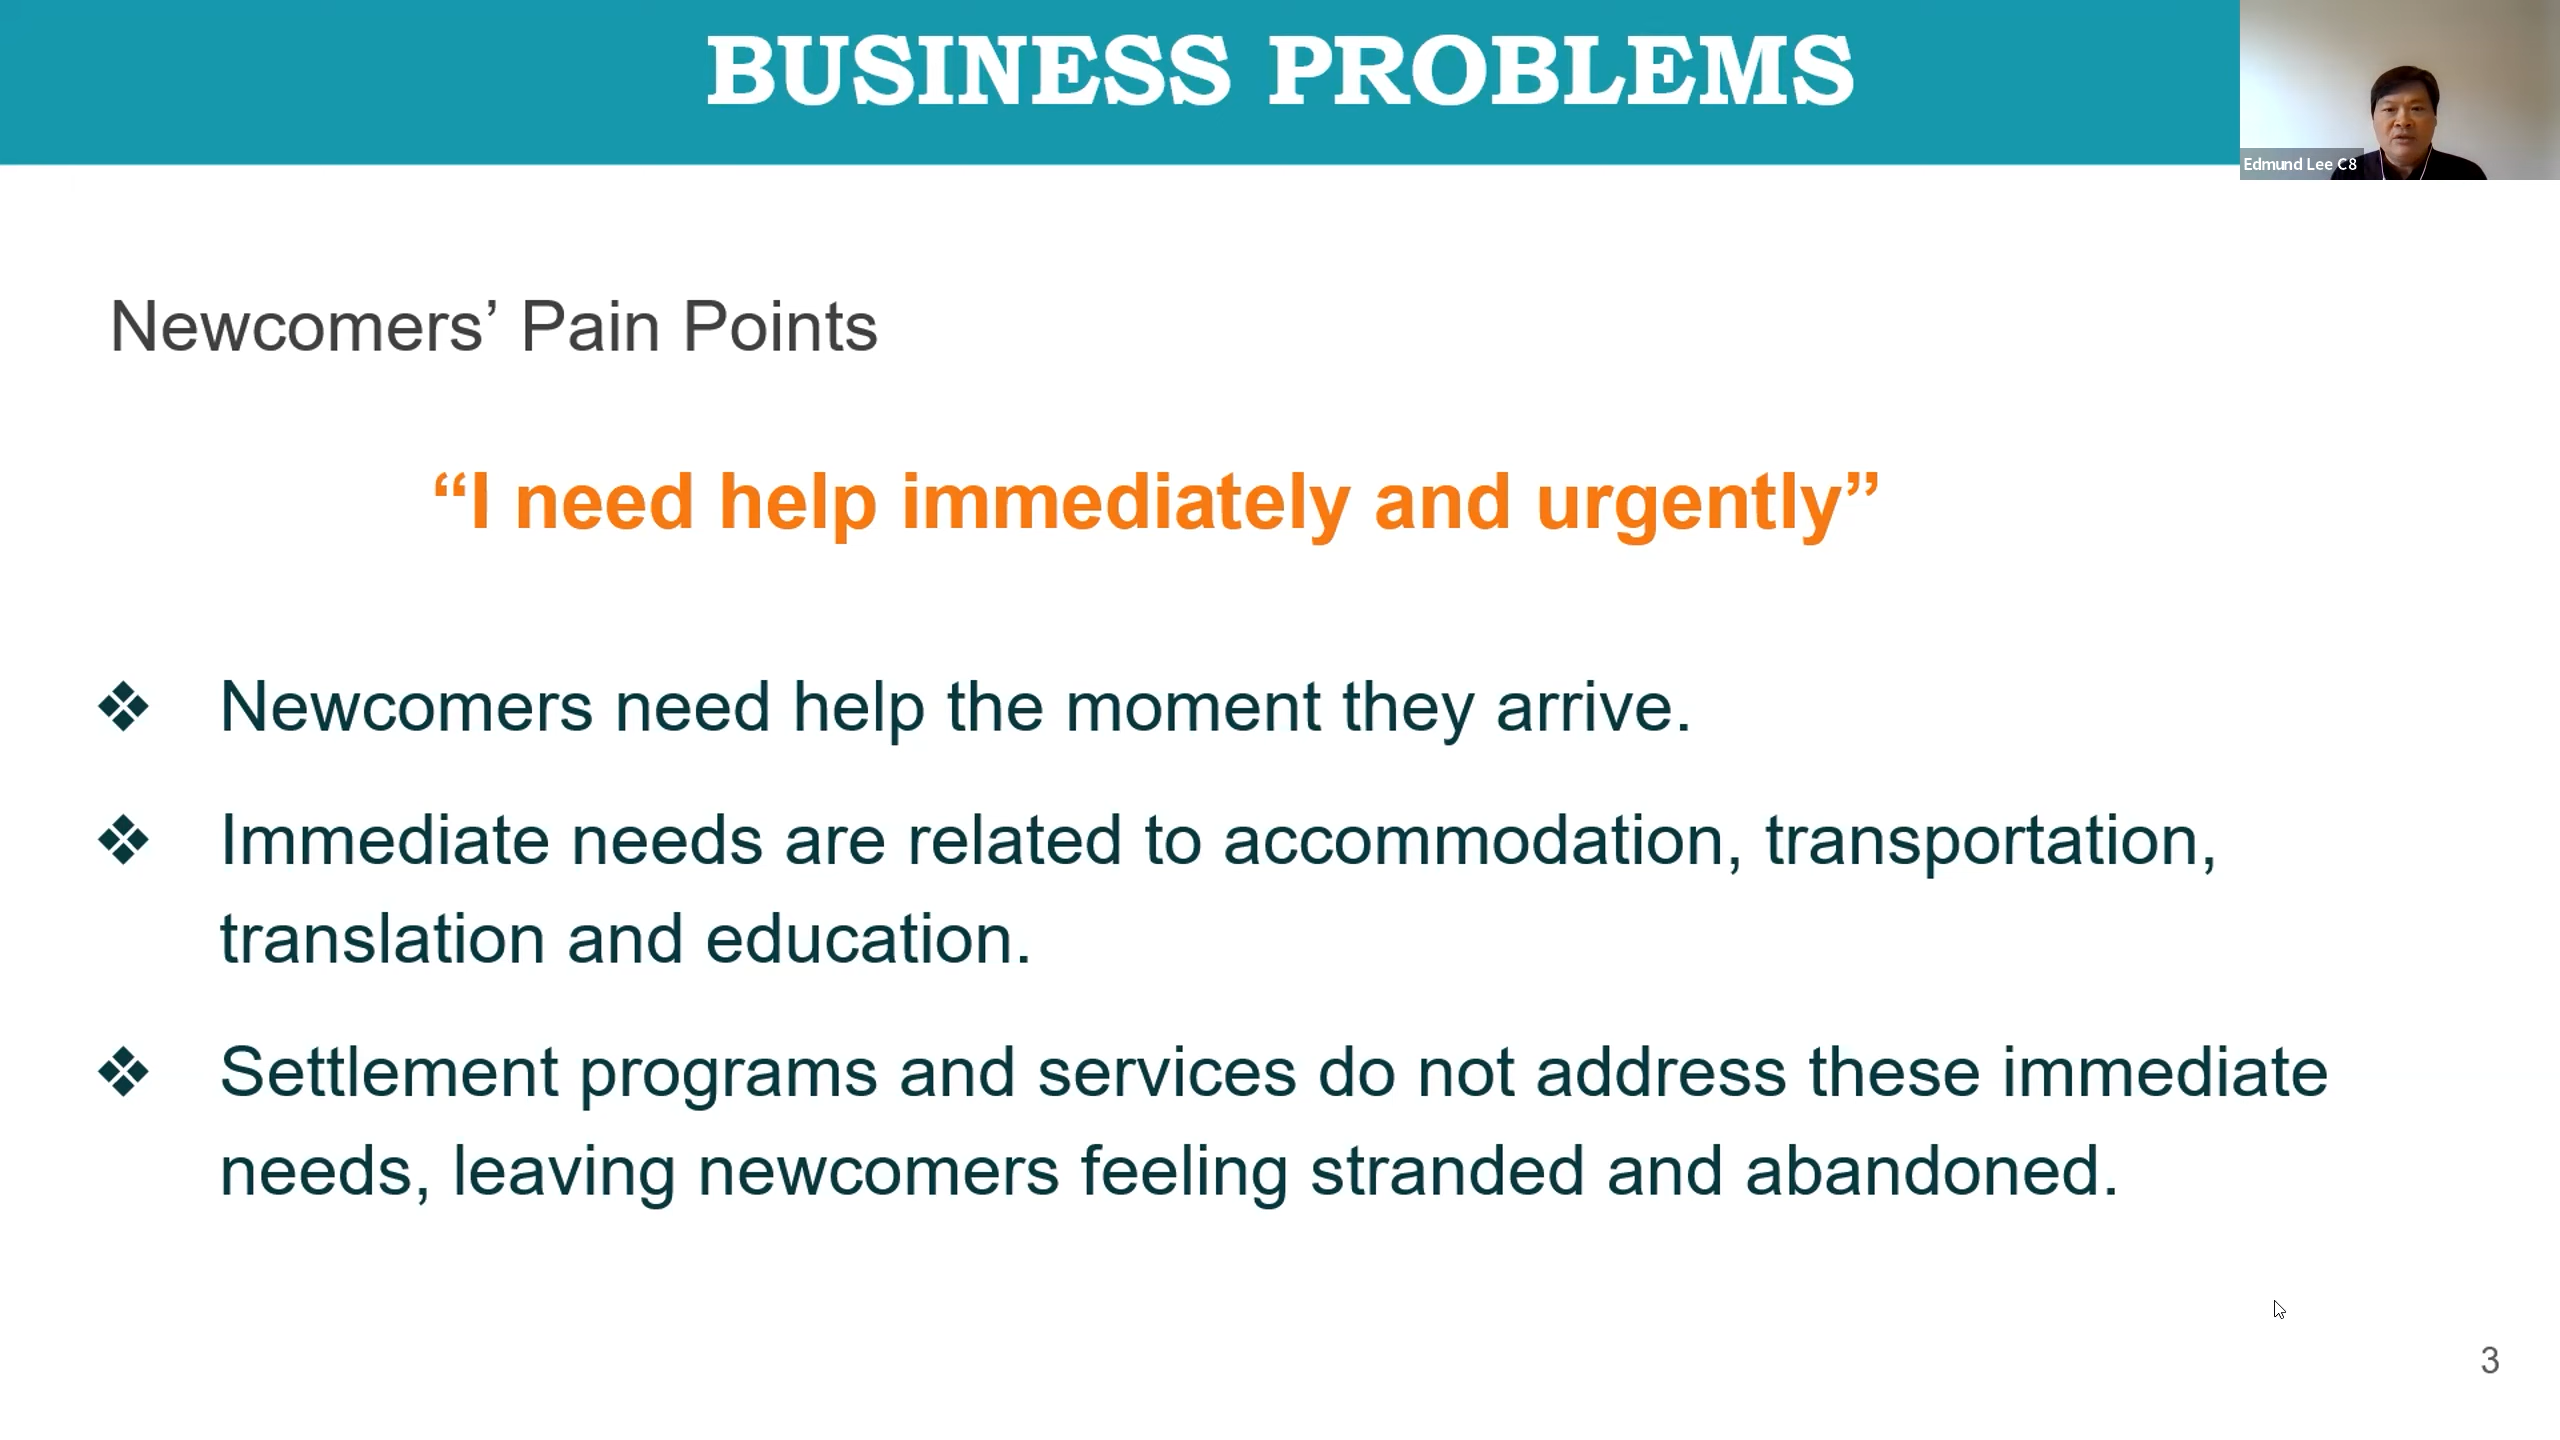 BUSINESS PROBLEMS
Edmund Lee C8
Newcomers’ Pain Points
“I need help immediately and urgently”
❖ Newcomers need help the moment they arrive.
❖ Immediate needs are related to accommodation, transportation,
translation and education.
❖ Settlement programs and services do not address these immediate
needs, leaving newcomers feeling stranded and abandoned.
3